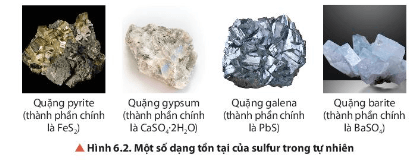 Quặng pyrite
(thành phần chính
là FeS₂)
Quặng gypsum
(thành phần chính
là CaSO₄·2H₂O)
Quặng galena
(thành phần chính
là PbS)
Quặng barite
(thành phần chính là
BaSO₄)
▲ Hình 6.2. Một số dạng tồn tại của sulfur trong tự nhiên